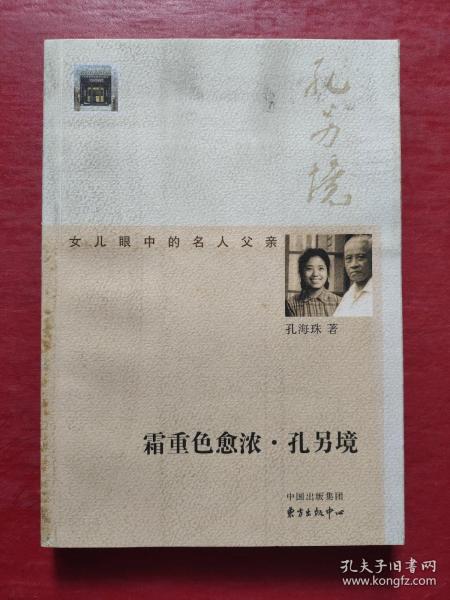 孔另境
女儿眼中的名人父亲
孔海珠 著
霜重色愈浓·孔另境
中国出版集团
东方出版中心
孔夫子旧书网
www.kongfz.com